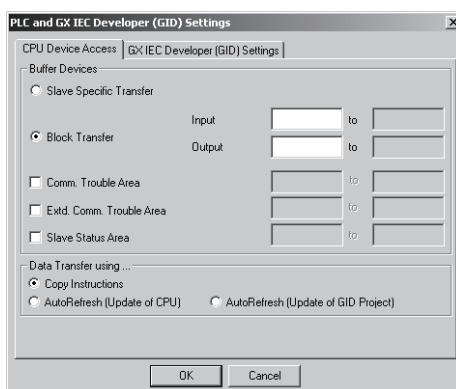 PLC and GX IEC Developer (GID) Settings
CPU Device Access GX IEC Developer (GID) Settings
Buffer Devices
Slave Specific Transfer
Block Transfer
Input to
Output to
Comm. Trouble Area to
Extd. Comm. Trouble Area to
Slave Status Area to
Data Transfer using ...
Copy Instructions
AutoRefresh (Update of CPU) AutoRefresh (Update of GID Project)
OK Cancel